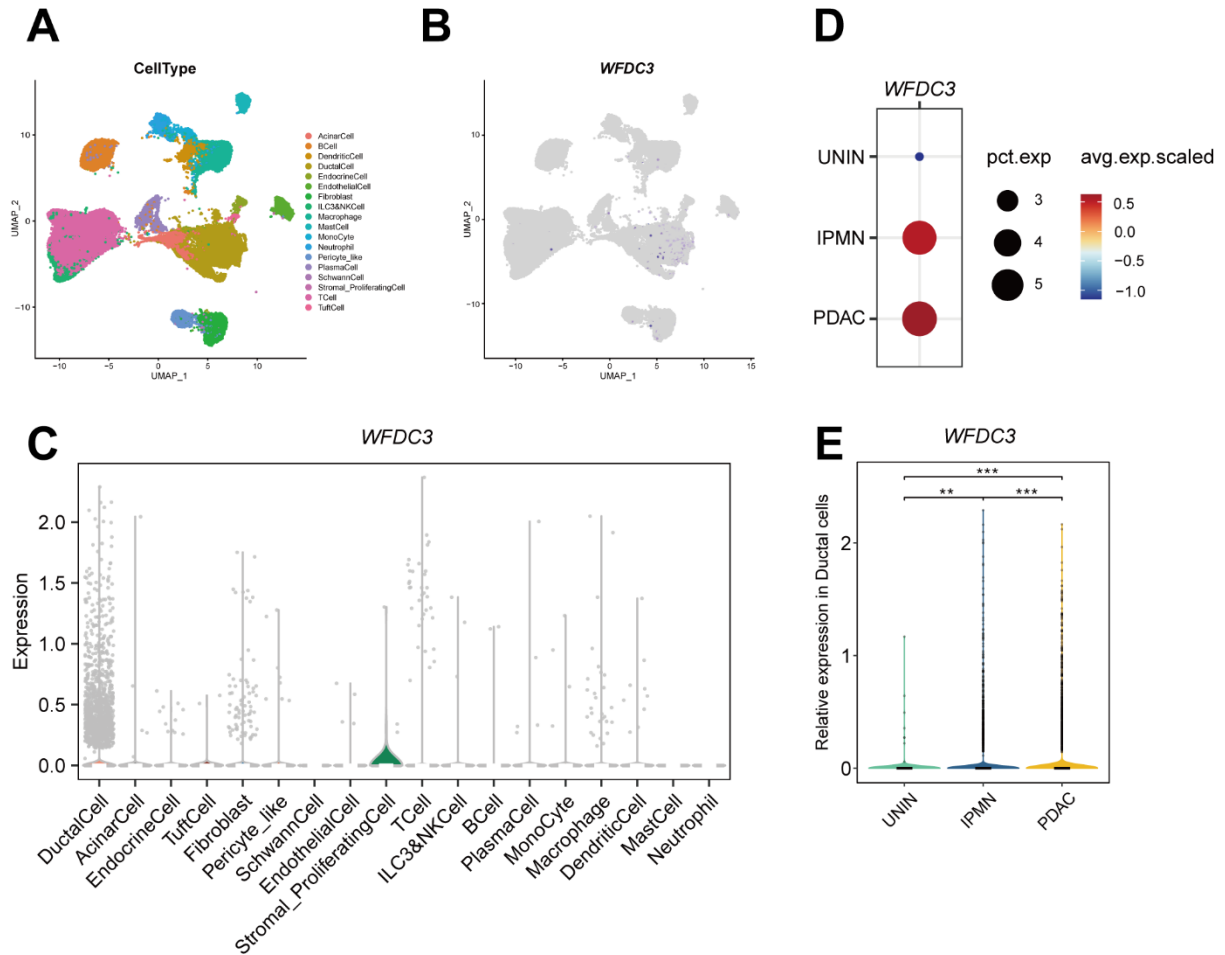 A
CellType
10
0
−10
UMAP_2
−10
−5
0
5
10
UMAP_1
AcinarCell
BCell
DendriticCell
DuctalCell
EndocrineCell
EndothelialCell
Fibroblast
ILC3&NKCell
Macrophage
MastCell
MonoCyte
Neutrophil
Pericyte_like
PlasmaCell
SchwannCell
Stromal_ProliferatingCell
TCell
TuftCell
B
WFDC3
10
0
−10
UMAP_2
−10
−5
0
5
10
15
UMAP_1
D
WFDC3
UNIN
IPMN
PDAC
pct.exp
3
4
5
avg.exp.scaled
0.5
0.0
−0.5
−1.0
C
WFDC3
Expression
2.0
1.5
1.0
0.5
0.0
DuctalCell
AcinarCell
EndocrineCell
TuftCell
Fibroblast
Pericyte_like
SchwannCell
EndothelialCell
Stromal_ProliferatingCell
TCell
ILC3&NKCell
BCell
PlasmaCell
MonoCyte
Macrophage
DendriticCell
MastCell
Neutrophil
E
WFDC3
Relative expression in Ductal cells
***
**
***
2
1
0
UNIN
IPMN
PDAC